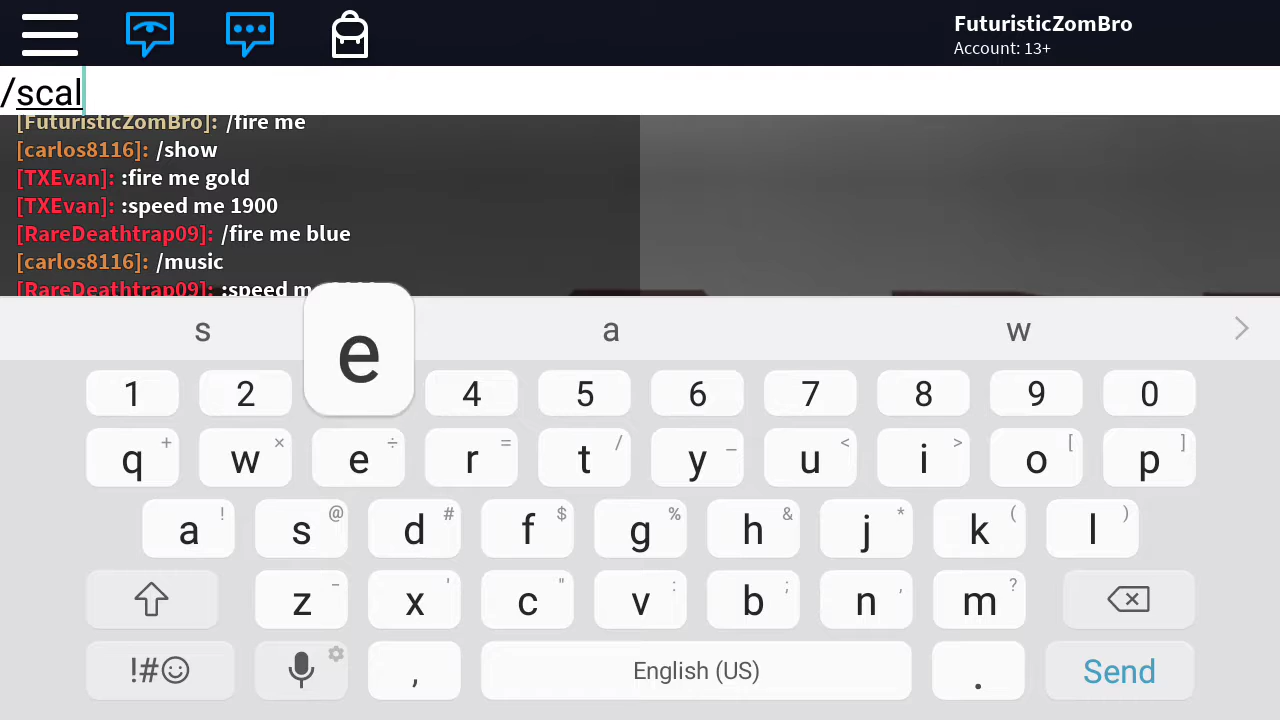 FuturisticZomBro
Account: 13+
/scal
[FuturisticZomBro]: /fire me
[carlos8116]: /show
[TXEvan]: :fire me gold
[TXEvan]: :speed me 1900
[RareDeathtrap09]: /fire me blue
[carlos8116]: /music
[RareDeathtrap09]: :speed
s a w
e
1 2 4 5 6 7 8 9 0
q + w × e ÷ r = t / y _ u < i > o [ p ]
a ! s @ d # f $ g % h & j * k ( l )
z - x ' c " v : b ; n , m ?
!#☺ , English (US) . Send